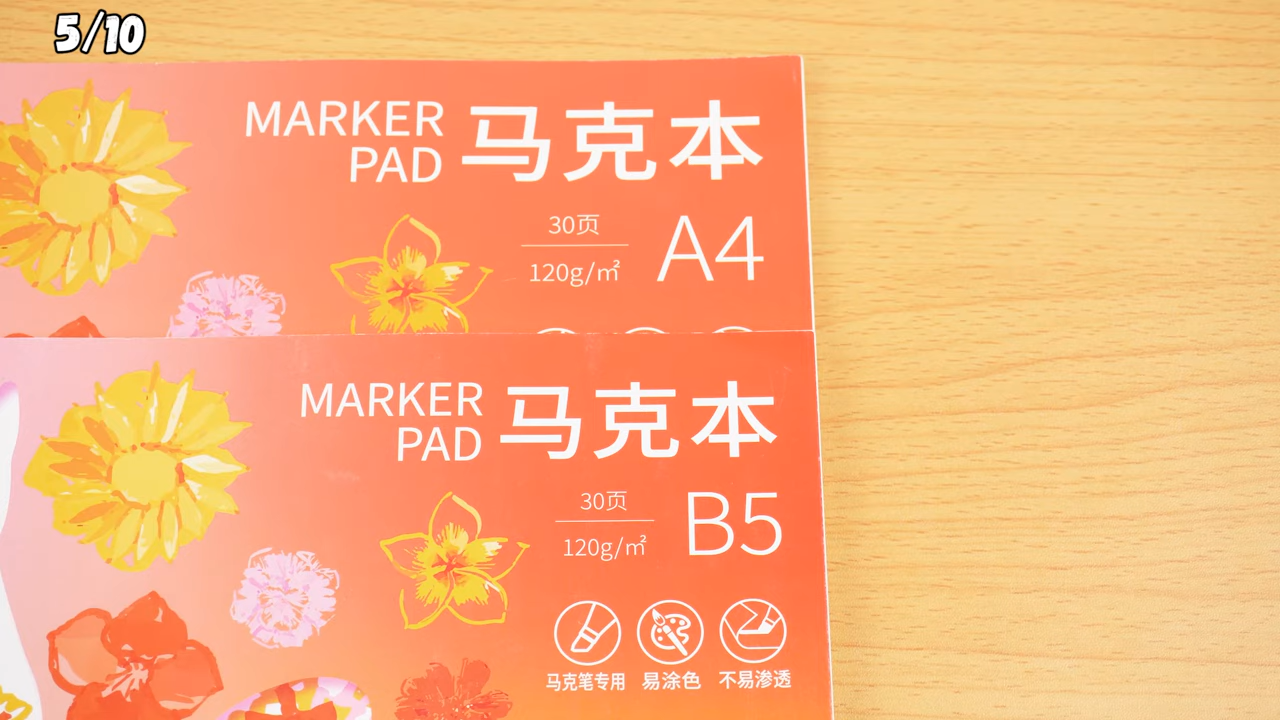 5/10
MARKER
PAD
马克本
30页
120g/㎡
A4
MARKER
PAD
马克本
30页
120g/㎡
B5
马克笔专用 易涂色 不易渗透